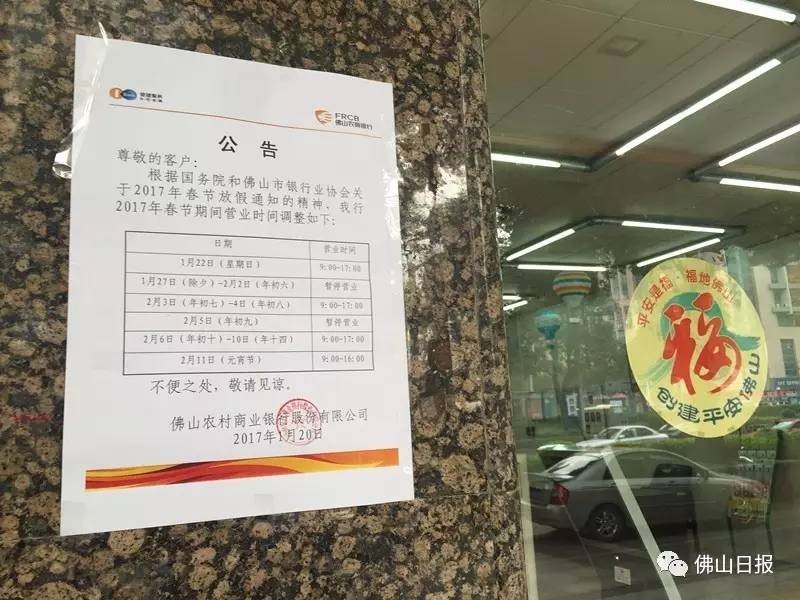 FRCB
佛山农商银行
公 告
尊敬的客户:
根据国务院和佛山市银行业协会关
于2017年春节放假通知的精神、我行
2017年春节期间营业时间调整如下:
日期 营业时间
1月22日(星期日) 9:00-17:00
1月27日(除夕)-2月2日(年初六) 暂停营业
2月3日(年初七)-4日(年初八) 9:00-17:00
2月5日(年初九) 暂停营业
2月6日(年初十)-10日(年十四) 9:00-17:00
2月11日(元宵节) 9:00-16:00
不便之处,敬请见谅。
佛山农村商业银行股份有限公司
2017年1月20日
平安是福·福地佛山
福
创建平安佛山
佛山日报